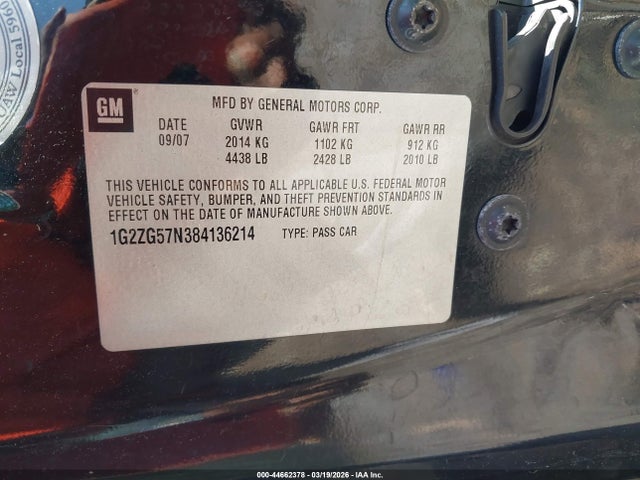 UAW Local 5960
GM
MFD BY GENERAL MOTORS CORP.
DATE GVWR GAWR FRT GAWR RR
09/07 2014 KG 1102 KG 912 KG
4438 LB 2428 LB 2010 LB
THIS VEHICLE CONFORMS TO ALL APPLICABLE U.S. FEDERAL MOTOR
VEHICLE SAFETY, BUMPER, AND THEFT PREVENTION STANDARDS IN
EFFECT ON THE DATE OF MANUFACTURE SHOWN ABOVE.
1G2ZG57N384136214 TYPE: PASS CAR
000-44662378 - 03/19/2026 - IAA Inc.